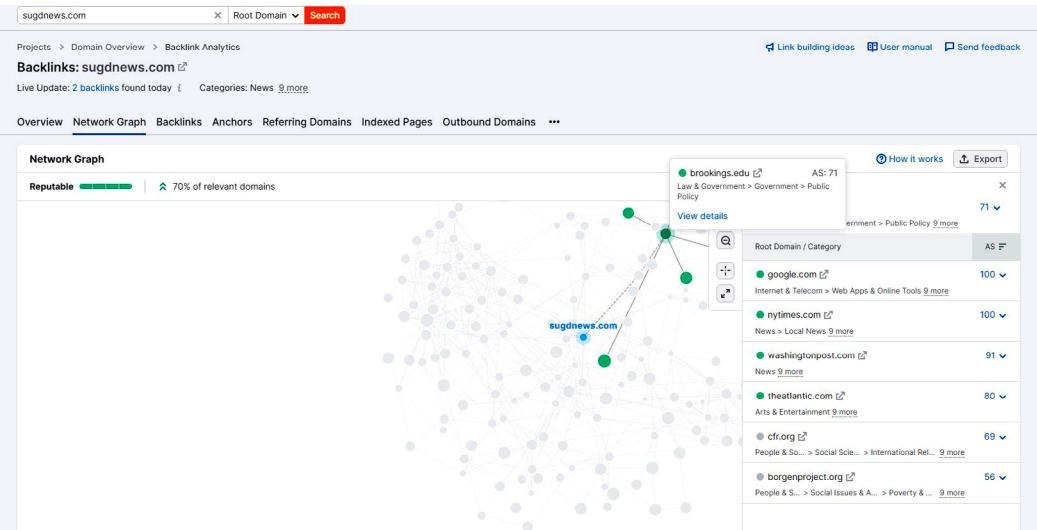 sugdnews.com × Root Domain Search
Projects > Domain Overview > Backlink Analytics
Link building ideas User manual Send feedback
Backlinks: sugdnews.com
Live Update: 2 backlinks found today i Categories: News 9 more
Overview Network Graph Backlinks Anchors Referring Domains Indexed Pages Outbound Domains •••
Network Graph
How it works Export
Reputable 70% of relevant domains
brookings.edu AS: 71
Law & Government > Government > Public
Policy
View details
71
ernment > Public Policy 9 more
Root Domain / Category AS
google.com 100
Internet & Telecom > Web Apps & Online Tools 9 more
nytimes.com 100
News > Local News 9 more
washingtonpost.com 91
News 9 more
theatlantic.com 80
Arts & Entertainment 9 more
cfr.org 69
People & So... > Social Scie... > International Rel... 9 more
borgenproject.org 56
People & S... > Social Issues & A... > Poverty & ... 9 more
sugdnews.com